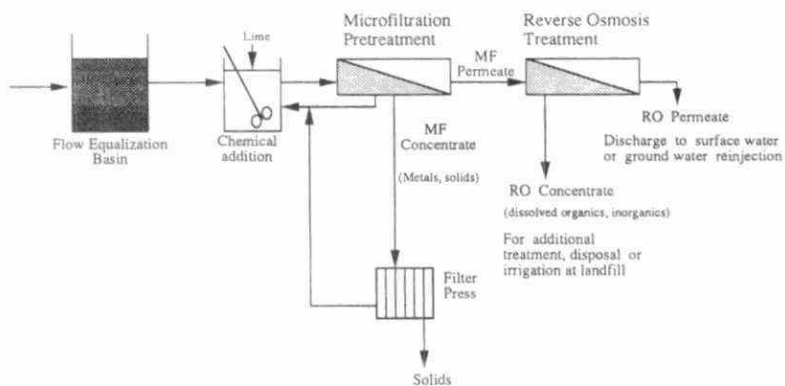 Microfiltration
Pretreatment
Reverse Osmosis
Treatment
Lime
MF
Permeate
Flow Equalization
Basin
Chemical
addition
MF
Concentrate
(Metals, solids)
RO Permeate
Discharge to surface water
or ground water reinjection
RO Concentrate
(dissolved organics, inorganics)
For additional
treatment, disposal or
irrigation at landfill
Filter
Press
Solids